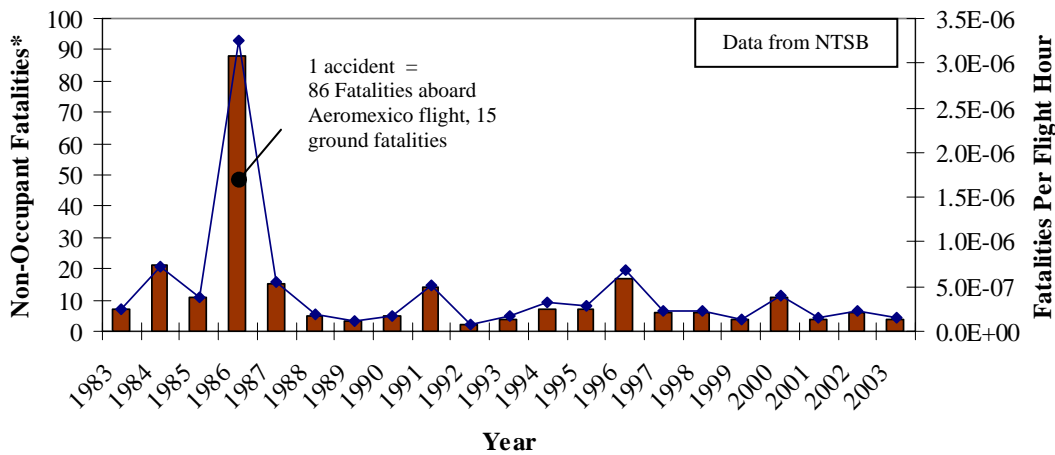 Non-Occupant Fatalities*
100
90
80
70
60
50
40
30
20
10
0
Data from NTSB
1 accident =
86 Fatalities aboard
Aeromexico flight, 15
ground fatalities
3.5E-06
3.0E-06
2.5E-06
2.0E-06
1.5E-06
1.0E-06
5.0E-07
0.0E+00
Fatalities Per Flight Hour
1983
1984
1985
1986
1987
1988
1989
1990
1991
1992
1993
1994
1995
1996
1997
1998
1999
2000
2001
2002
2003
Year